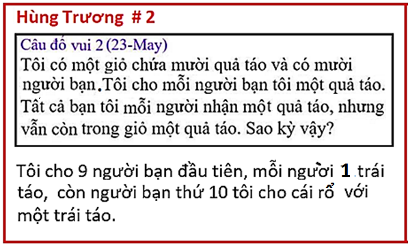 Hùng Trương # 2
Câu đố vui 2 (23-May)
Tôi có một giỏ chứa mười quả táo và có mười
người bạn.Tôi cho mỗi người bạn tôi một quả táo.
Tất cả bạn tôi mỗi người nhận một quả táo, nhưng
vẫn còn trong giỏ một quả táo. Sao kỳ vậy?
Tôi cho 9 người bạn đầu tiên, mỗi người 1 trái
táo, còn người bạn thứ 10 tôi cho cái rổ với
một trái táo.